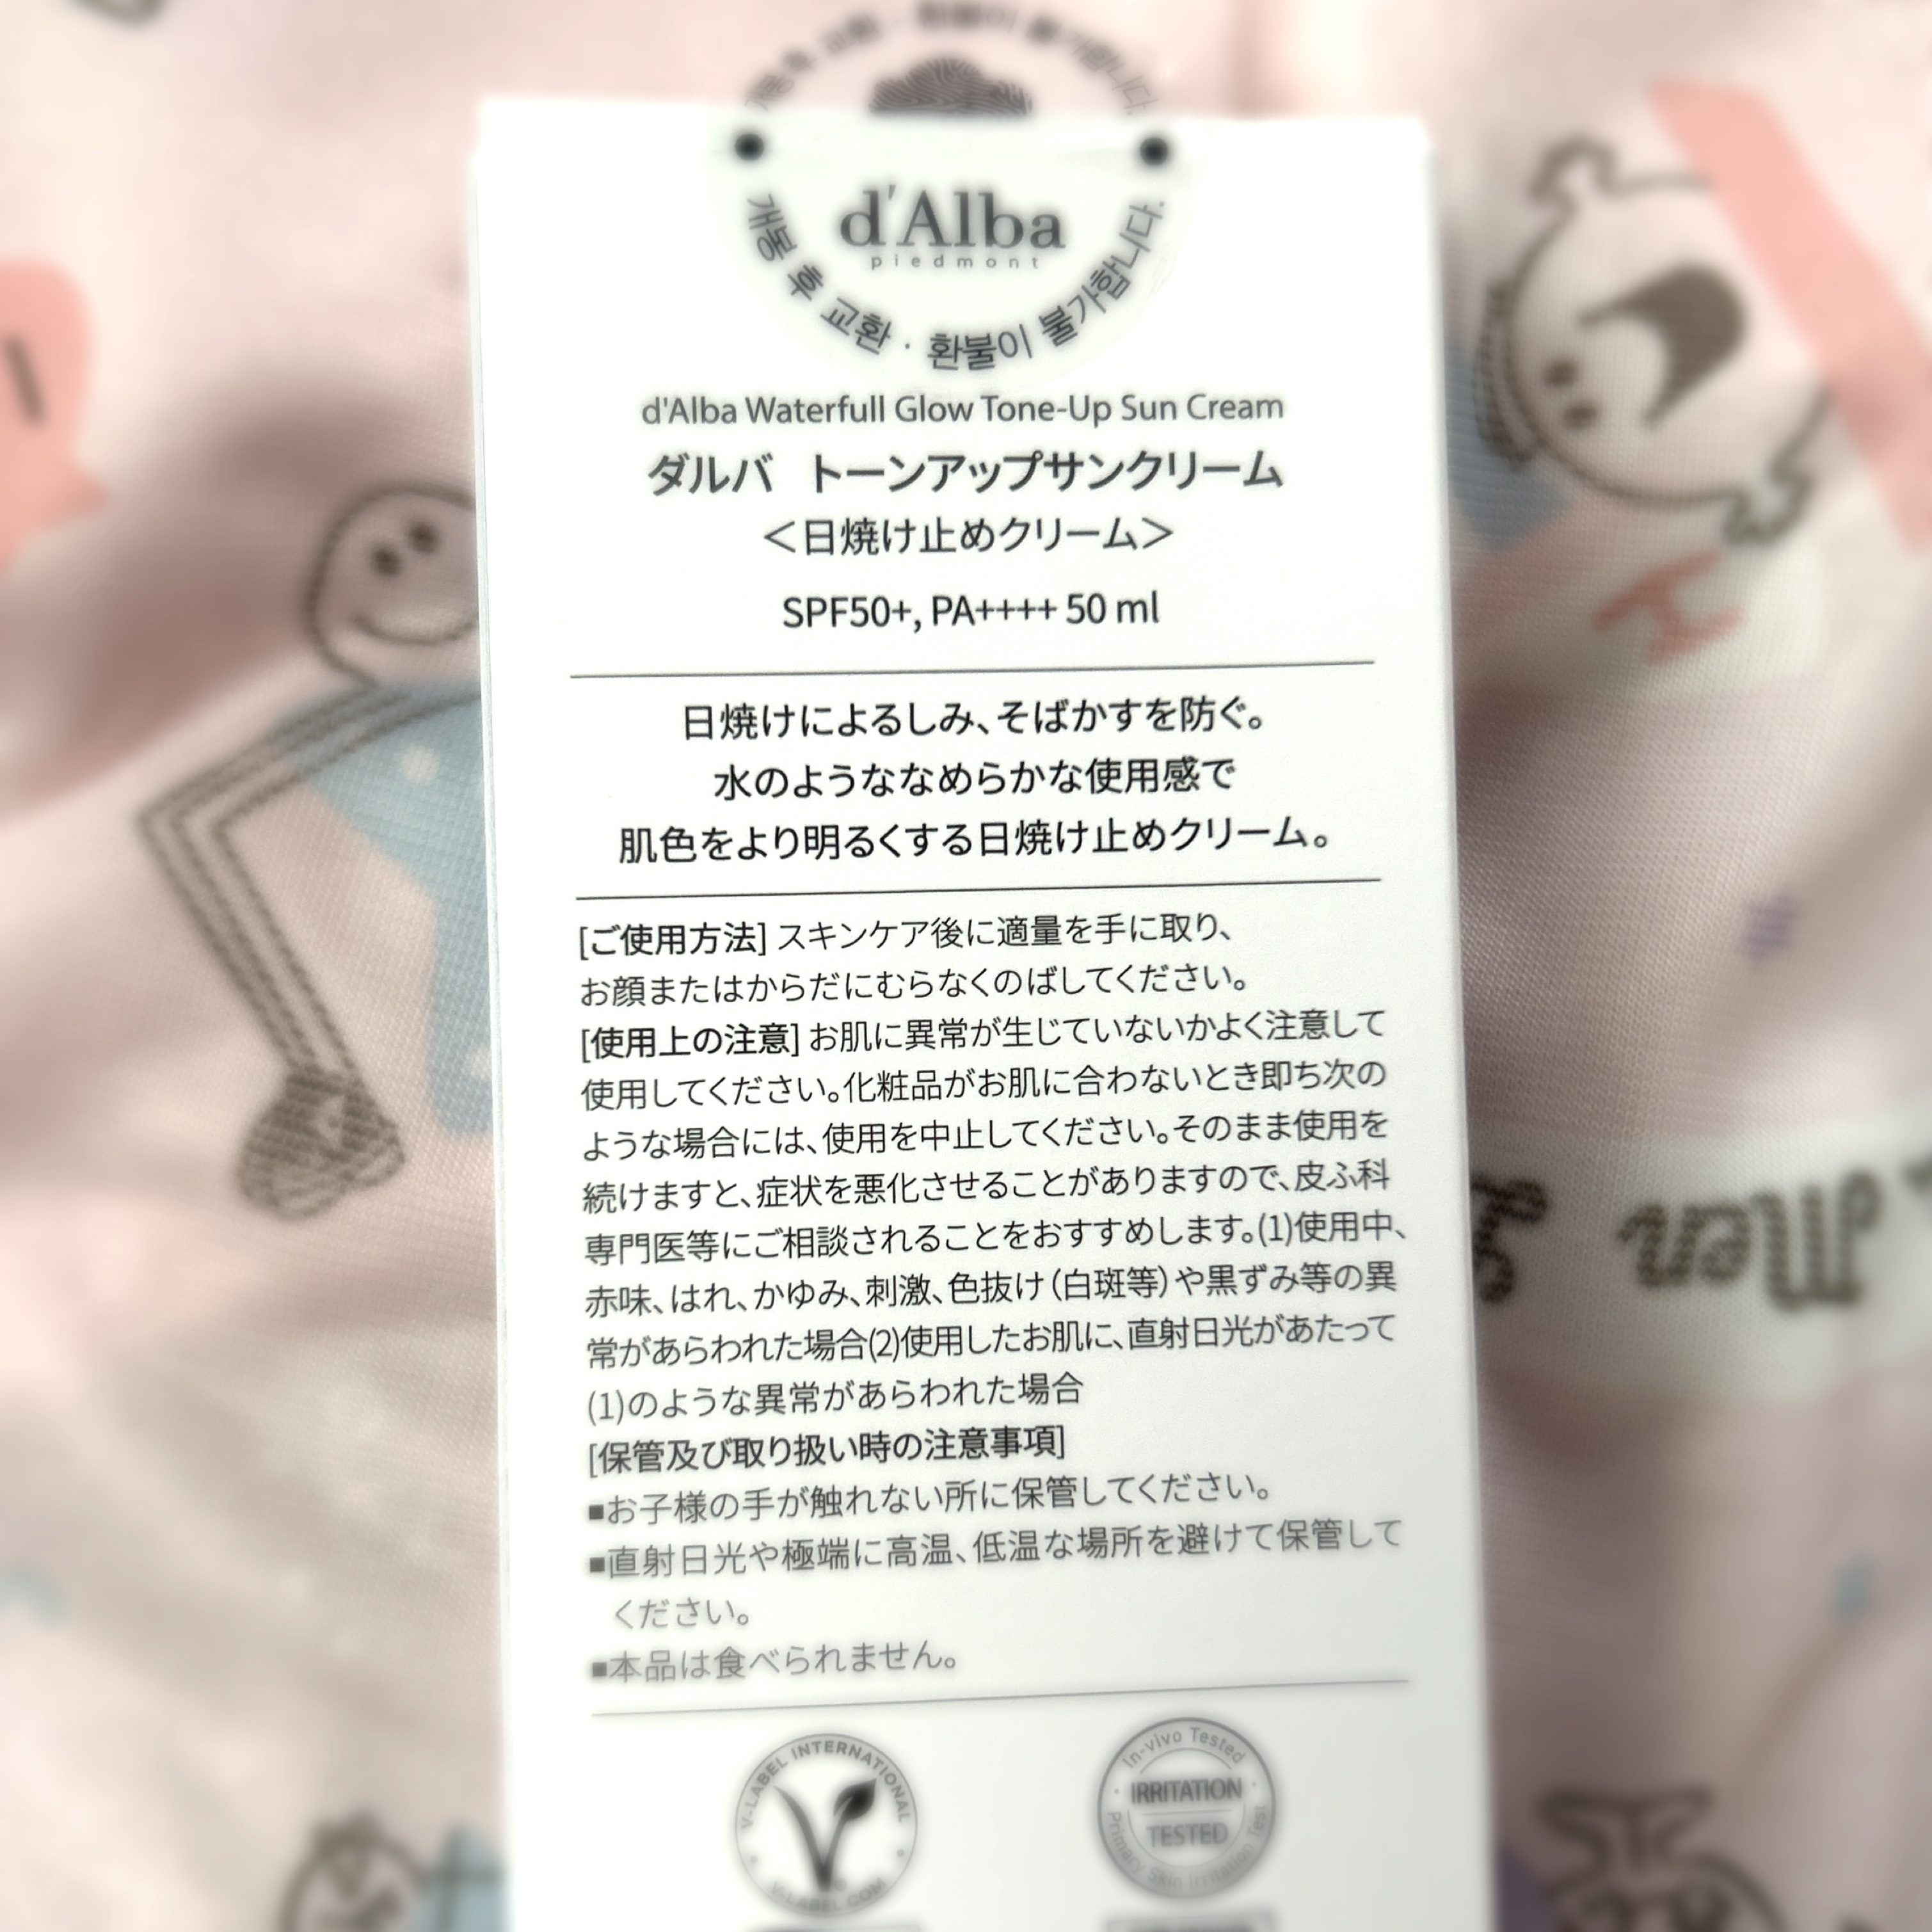 개봉 후 교환 · 환불이 불가합니다.
d'Alba
piedmont
개봉 후 교환 · 환불이 불가합니다.
d'Alba Waterfull Glow Tone-Up Sun Cream
ダルバ トーンアップサンクリーム
＜日焼け止めクリーム＞
SPF50+, PA++++ 50 ml
日焼けによるしみ、そばかすを防ぐ。
水のようななめらかな使用感で
肌色をより明るくする日焼け止めクリーム。
[ご使用方法] スキンケア後に適量を手に取り、
お顔またはからだにむらなくのばしてください。
[使用上の注意] お肌に異常が生じていないかよく注意して
使用してください。化粧品がお肌に合わないとき即ち次の
ような場合には、使用を中止してください。そのまま使用を
続けますと、症状を悪化させることがありますので、皮ふ科
専門医等にご相談されることをおすすめします。(1)使用中、
赤味、はれ、かゆみ、刺激、色抜け（白斑等）や黒ずみ等の異
常があらわれた場合(2)使用したお肌に、直射日光があたって
(1)のような異常があらわれた場合
[保管及び取り扱い時の注意事項]
■お子様の手が触れない所に保管してください。
■直射日光や極端に高温、低温な場所を避けて保管して
ください。
■本品は食べられません。
V-LABEL INTERNATIONAL
V-LABEL.COM
In-vivo Tested
IRRITATION
TESTED
Primary Skin Irritation Test
Men